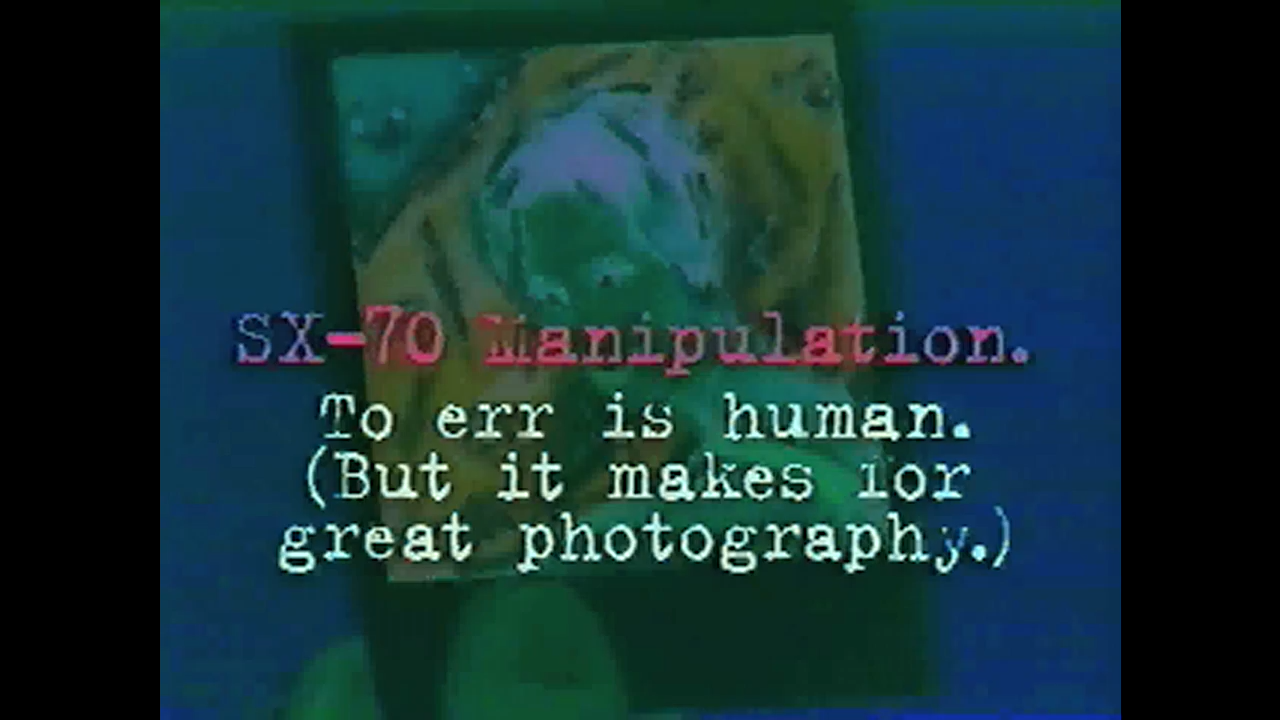 SX-70 Manipulation.
To err is human.
(But it makes for
great photography.)